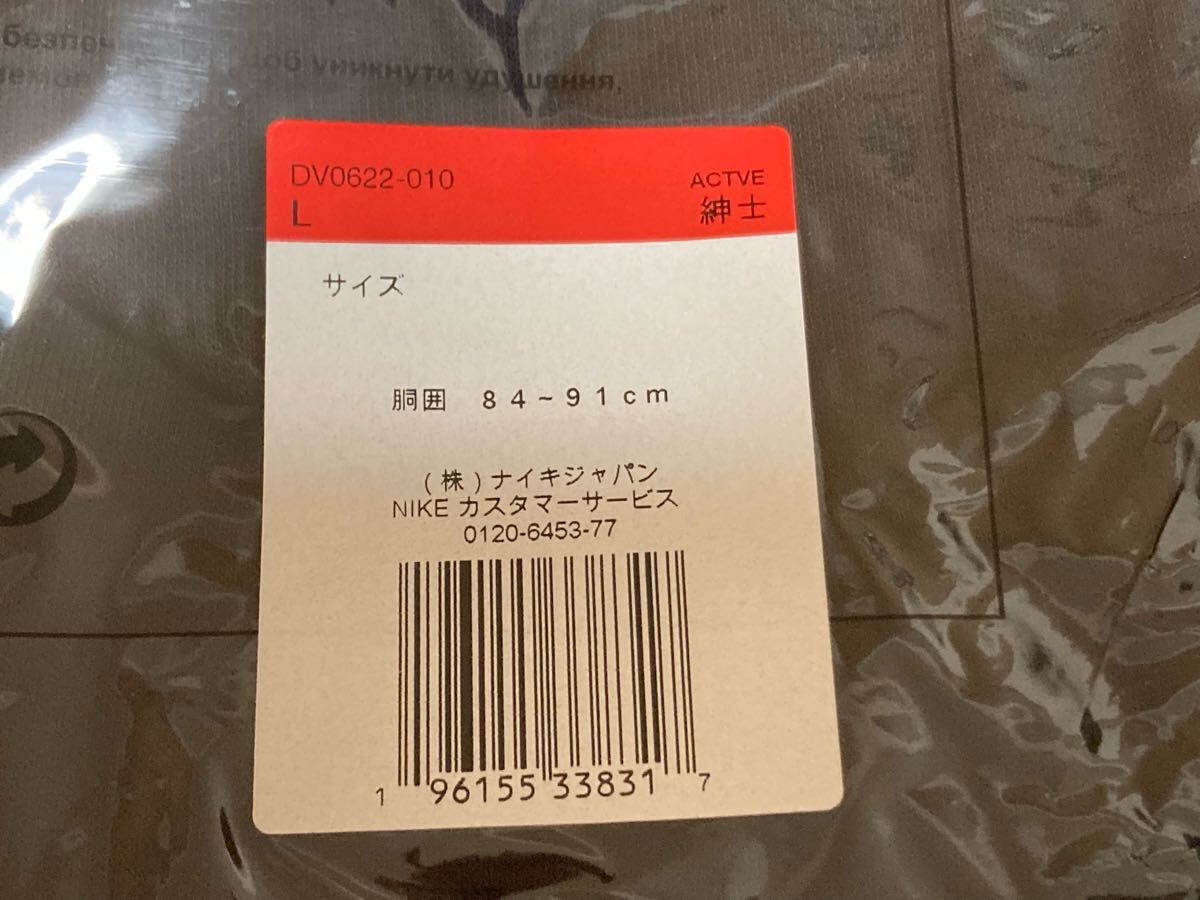 безпеч
щоб уникнути удушення,
DV0622-010
ACTVE
L
紳士
サイズ
胴囲 84~91cm
(株)ナイキジャパン
NIKE カスタマーサービス
0120-6453-77
1 96155 33831 7